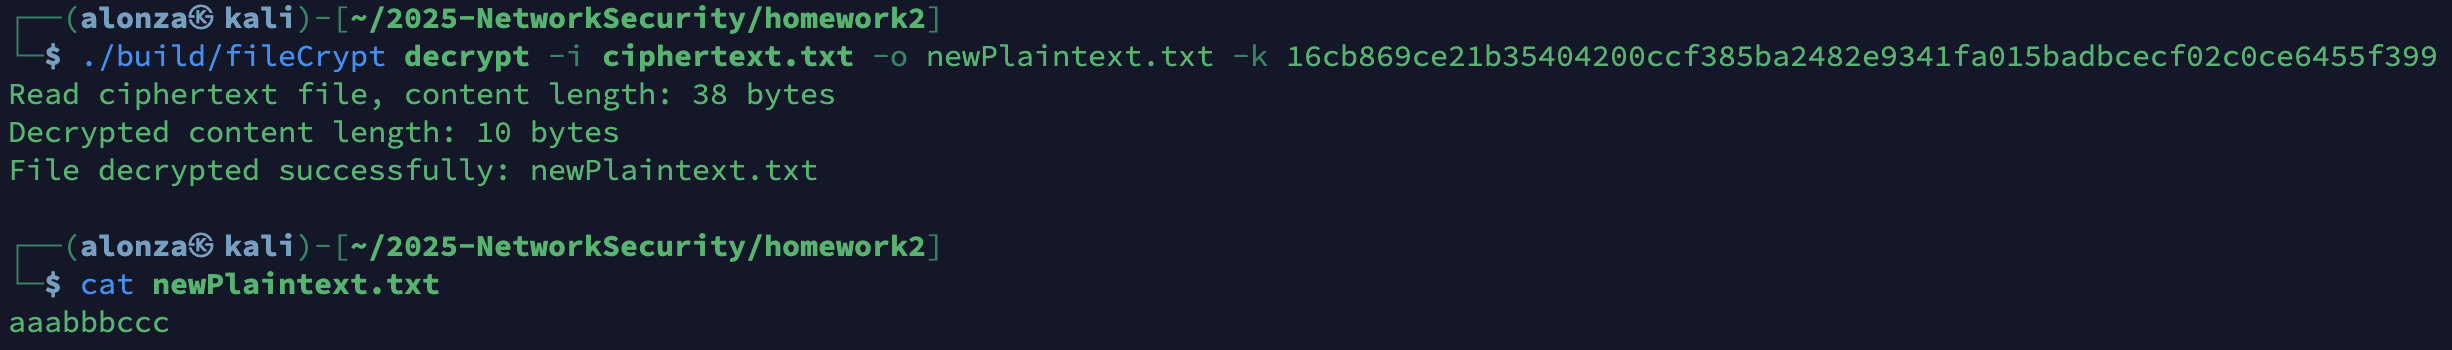 ┌──(alonza㉿kali)-[~/2025-NetworkSecurity/homework2]
└─$ ./build/fileCrypt decrypt -i ciphertext.txt -o newPlaintext.txt -k 16cb869ce21b35404200ccf385ba2482e9341fa015badbcecf02c0ce6455f399
Read ciphertext file, content length: 38 bytes
Decrypted content length: 10 bytes
File decrypted successfully: newPlaintext.txt
┌──(alonza㉿kali)-[~/2025-NetworkSecurity/homework2]
└─$ cat newPlaintext.txt
aaabbbccc